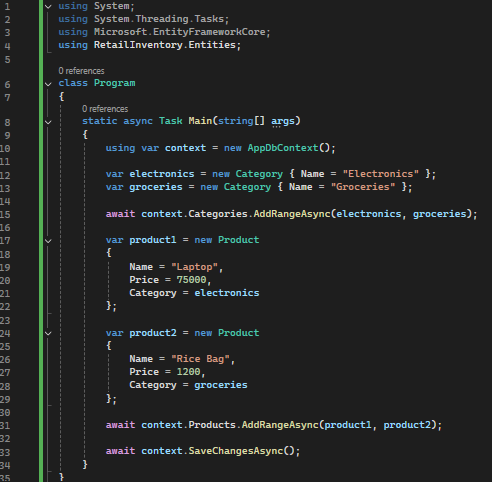 1 using System;
2 using System.Threading.Tasks;
3 using Microsoft.EntityFrameworkCore;
4 using RetailInventory.Entities;
5
0 references
6 class Program
7 {
0 references
8 static async Task Main(string[] args)
9 {
10 using var context = new AppDbContext();
11
12 var electronics = new Category { Name = "Electronics" };
13 var groceries = new Category { Name = "Groceries" };
14
15 await context.Categories.AddRangeAsync(electronics, groceries);
16
17 var product1 = new Product
18 {
19 Name = "Laptop",
20 Price = 75000,
21 Category = electronics
22 };
23
24 var product2 = new Product
25 {
26 Name = "Rice Bag",
27 Price = 1200,
28 Category = groceries
29 };
30
31 await context.Products.AddRangeAsync(product1, product2);
32
33 await context.SaveChangesAsync();
34 }
35 }